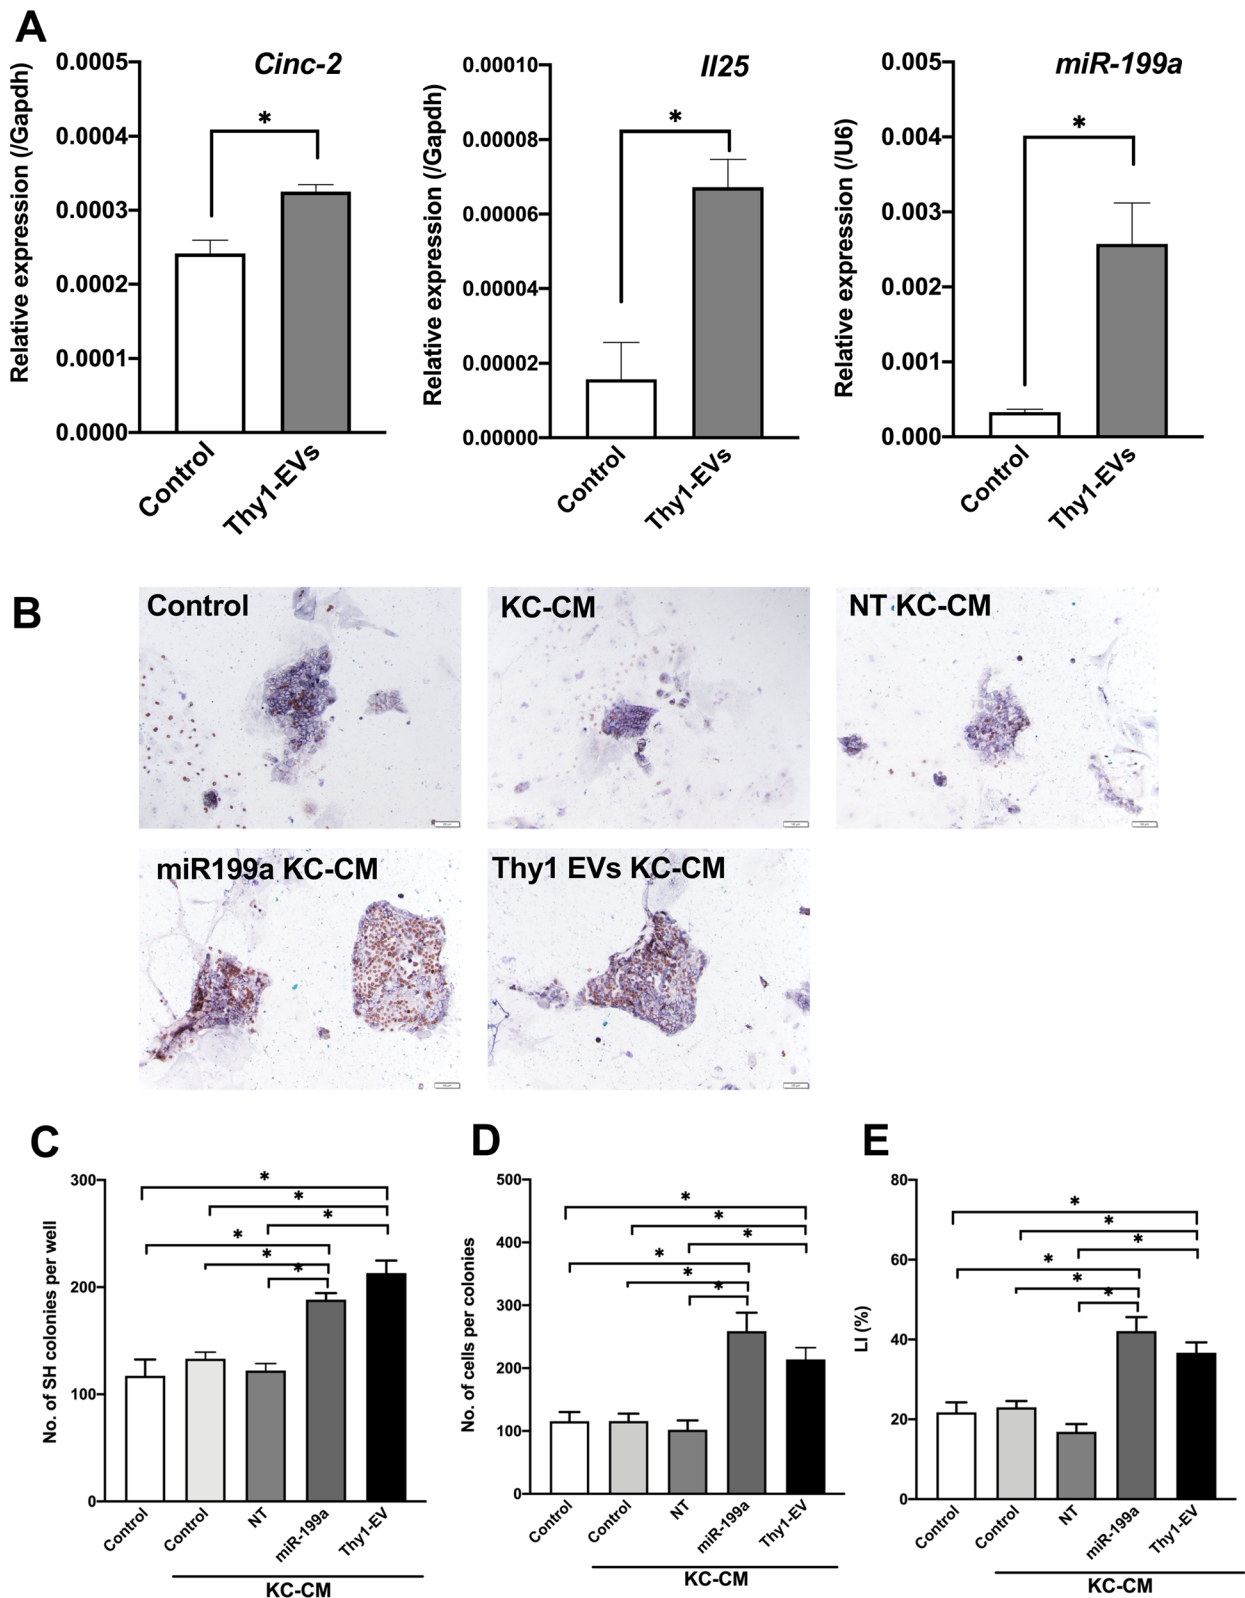 A
Cinc-2
Relative expression (/Gapdh)
0.0005
0.0004
0.0003
0.0002
0.0001
0.0000
*
Control
Thy1-EVs
Il25
Relative expression (/Gapdh)
0.00010
0.00008
0.00006
0.00004
0.00002
0.00000
*
Control
Thy1-EVs
miR-199a
Relative expression (/U6)
0.005
0.004
0.003
0.002
0.001
0.000
*
Control
Thy1-EVs
B
Control
KC-CM
NT KC-CM
miR199a KC-CM
Thy1 EVs KC-CM
C
No. of SH colonies per well
300
200
100
0
*
*
*
*
*
*
Control
Control
NT
miR-199a
Thy1-EV
KC-CM
D
No. of cells per colonies
500
400
300
200
100
0
*
*
*
*
*
*
Control
Control
NT
miR-199a
Thy1-EV
KC-CM
E
LI (%)
80
60
40
20
0
*
*
*
*
*
*
Control
Control
NT
miR-199a
Thy1-EV
KC-CM